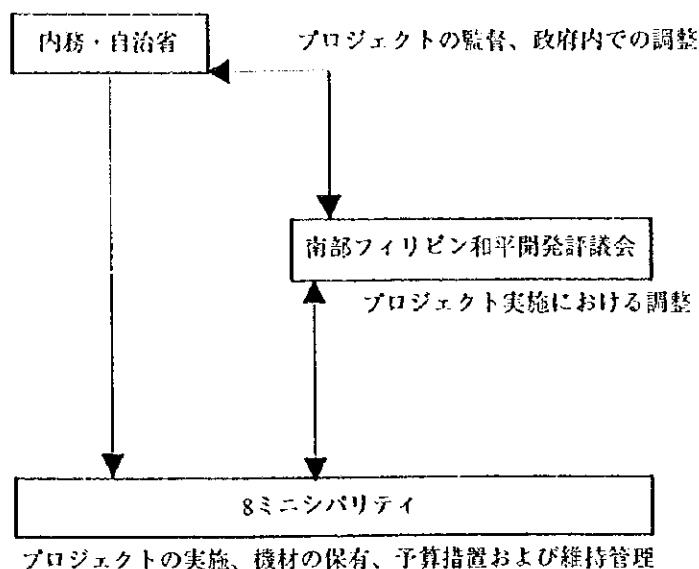 内務・自治省
プロジェクトの監督、政府内での調整
南部フィリピン和平開発評議会
プロジェクト実施における調整
8ミニシパリティ
プロジェクトの実施、機材の保有、予算措置および維持管理